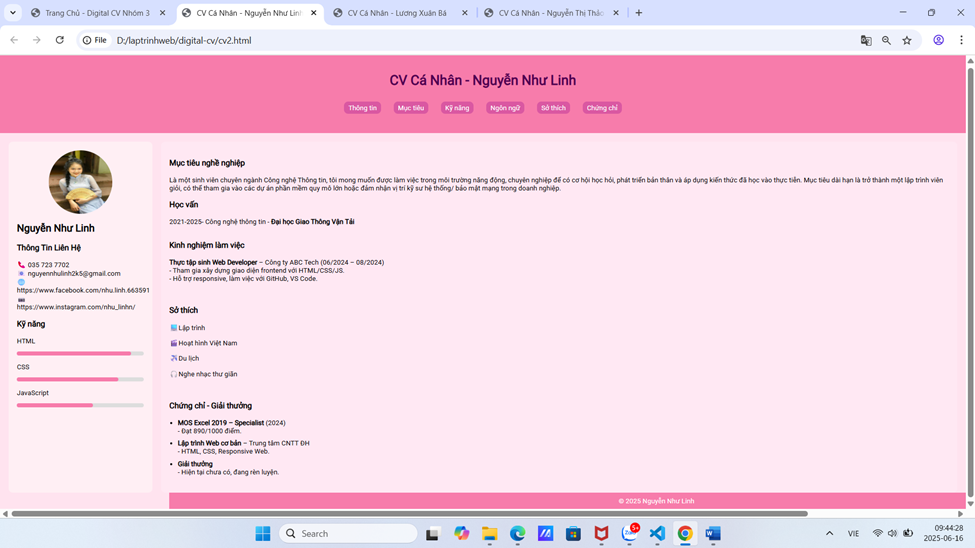 Trang Chủ - Digital CV Nhóm 3
CV Cá Nhân - Nguyễn Như Linh
CV Cá Nhân - Lương Xuân Bá
CV Cá Nhân - Nguyễn Thị Thảo
File
D:/laptrinhweb/digital-cv/cv2.html
CV Cá Nhân - Nguyễn Như Linh
Thông tin
Mục tiêu
Kỹ năng
Ngôn ngữ
Sở thích
Chứng chỉ
Nguyễn Như Linh
Thông Tin Liên Hệ
035 723 7702
nguyennhulinh2k5@gmail.com
https://www.facebook.com/nhu.linh.663591
https://www.instagram.com/nhu_linhn/
Kỹ năng
HTML
CSS
JavaScript
Mục tiêu nghề nghiệp
Là một sinh viên chuyên ngành Công nghệ Thông tin, tôi mong muốn được làm việc trong môi trường năng động, chuyên nghiệp để có cơ hội học hỏi, phát triển bản thân và áp dụng kiến thức đã học vào thực tiễn. Mục tiêu dài hạn là trở thành một lập trình viên
giỏi, có thể tham gia vào các dự án phần mềm quy mô lớn hoặc đảm nhận vị trí kỹ sư hệ thống/ bảo mật mạng trong doanh nghiệp.
Học vấn
2021-2025- Công nghệ thông tin - Đại học Giao Thông Vận Tải
Kinh nghiệm làm việc
Thực tập sinh Web Developer – Công ty ABC Tech (06/2024 – 08/2024)
- Tham gia xây dựng giao diện frontend với HTML/CSS/JS.
- Hỗ trợ responsive, làm việc với GitHub, VS Code.
Sở thích
Lập trình
Hoạt hình Việt Nam
Du lịch
Nghe nhạc thư giãn
Chứng chỉ - Giải thưởng
• MOS Excel 2019 – Specialist (2024)
- Đạt 890/1000 điểm.
• Lập trình Web cơ bản – Trung tâm CNTT ĐH
- HTML, CSS, Responsive Web.
• Giải thưởng
- Hiện tại chưa có, đang rèn luyện.
© 2025 Nguyễn Như Linh
Search
5+
VIE
09:44:28
2025-06-16